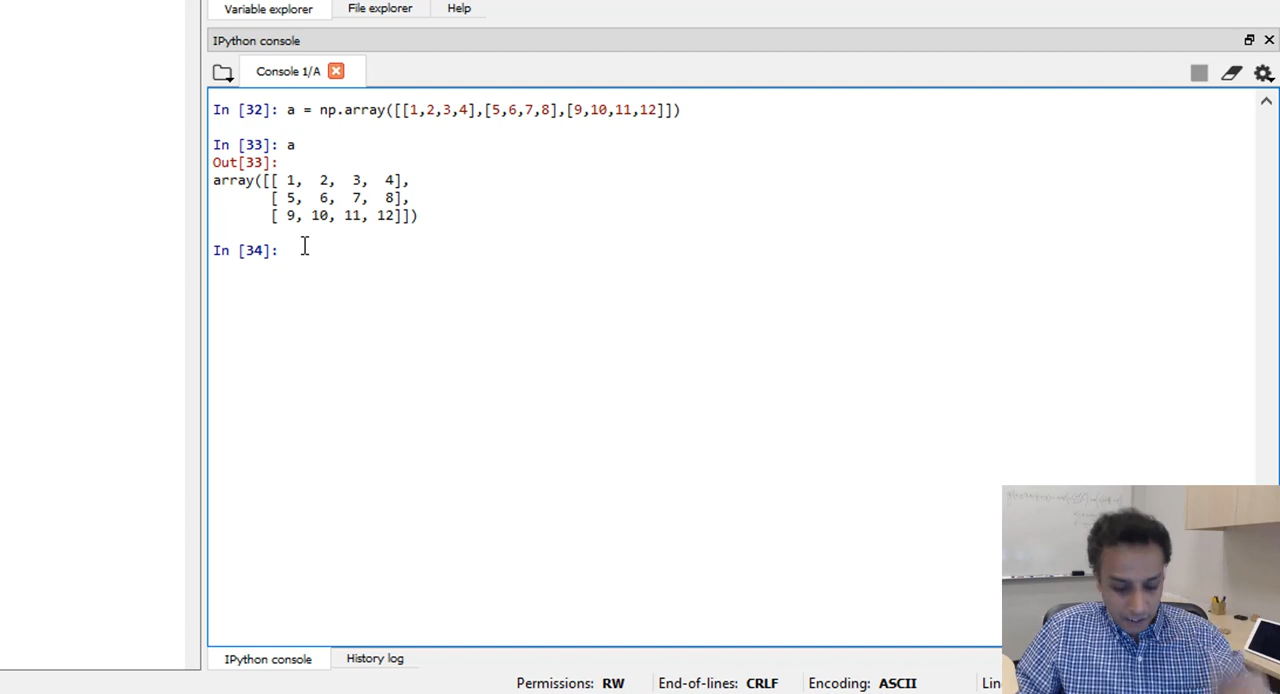 Variable explorer File explorer Help
IPython console
Console 1/A
In [32]: a = np.array([[1,2,3,4],[5,6,7,8],[9,10,11,12]])
In [33]: a
Out[33]:
array([[ 1, 2, 3, 4],
[ 5, 6, 7, 8],
[ 9, 10, 11, 12]])
In [34]:
IPython console History log
Permissions: RW End-of-lines: CRLF Encoding: ASCII Lin